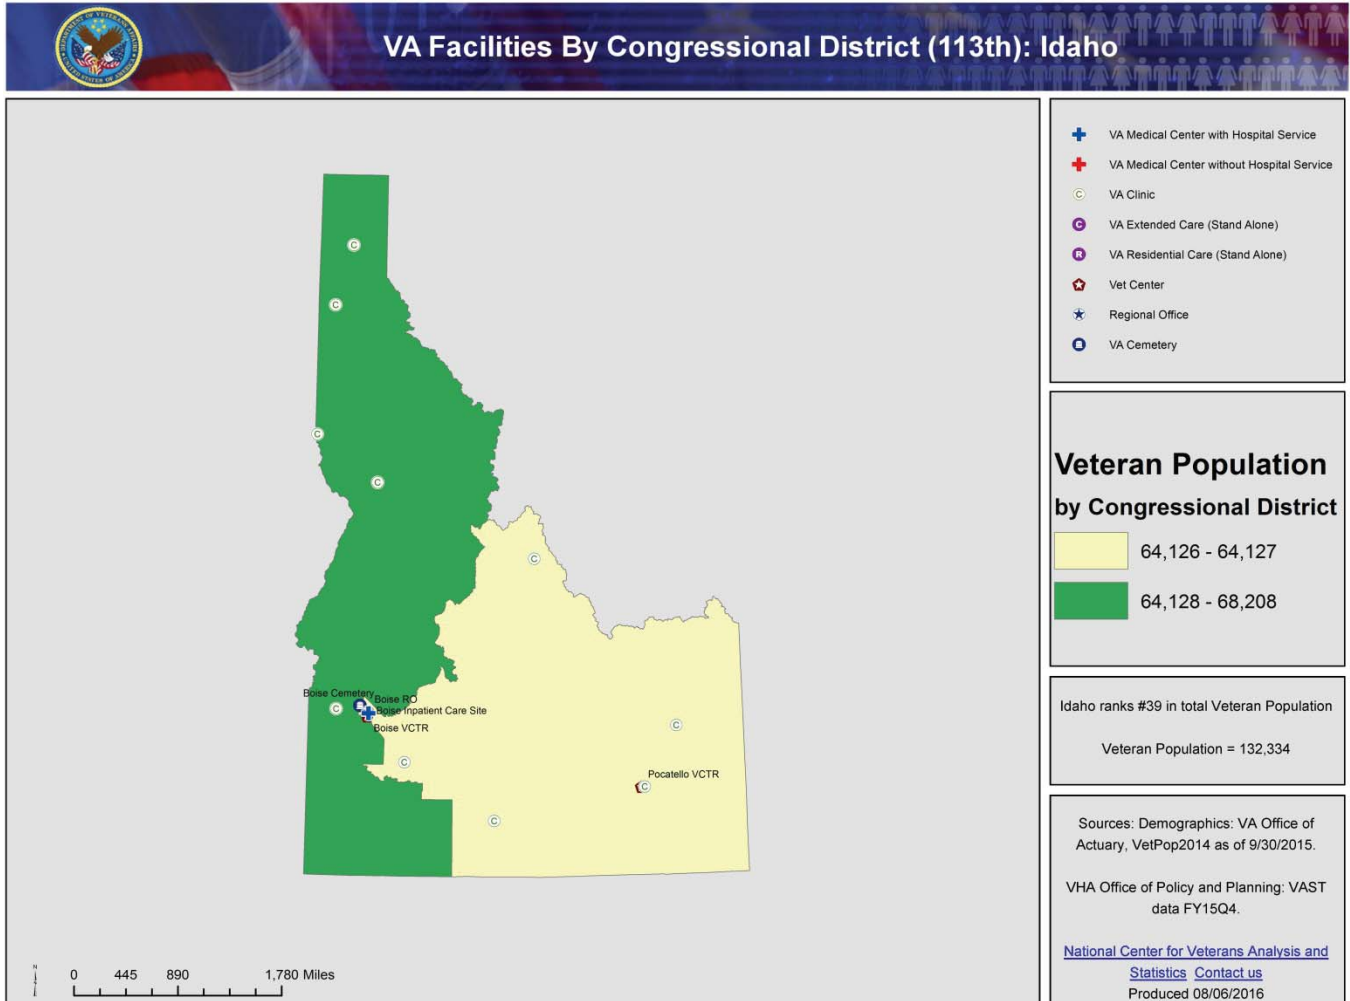 VA Facilities By Congressional District (113th): Idaho
VA Medical Center with Hospital Service
VA Medical Center without Hospital Service
C VA Clinic
C VA Extended Care (Stand Alone)
R VA Residential Care (Stand Alone)
Vet Center
Regional Office
VA Cemetery
C
C
C
C
C
Boise Cemetery
Boise RO
C
Boise Inpatient Care Site
Boise VCTR
C
C
Pocatello VCTR
C
C
Veteran Population
by Congressional District
64,126 - 64,127
64,128 - 68,208
Idaho ranks #39 in total Veteran Population
Veteran Population = 132,334
Sources: Demographics: VA Office of
Actuary, VetPop2014 as of 9/30/2015.
VHA Office of Policy and Planning: VAST
data FY15Q4.
National Center for Veterans Analysis and
Statistics Contact us
Produced 08/06/2016
N
0 445 890 1,780 Miles